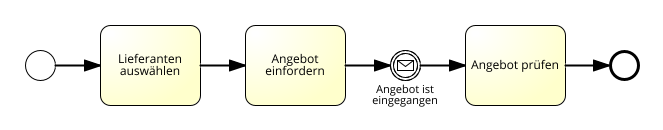 Lieferanten
auswählen
Angebot
einfordern
Angebot ist
eingegangen
Angebot prüfen